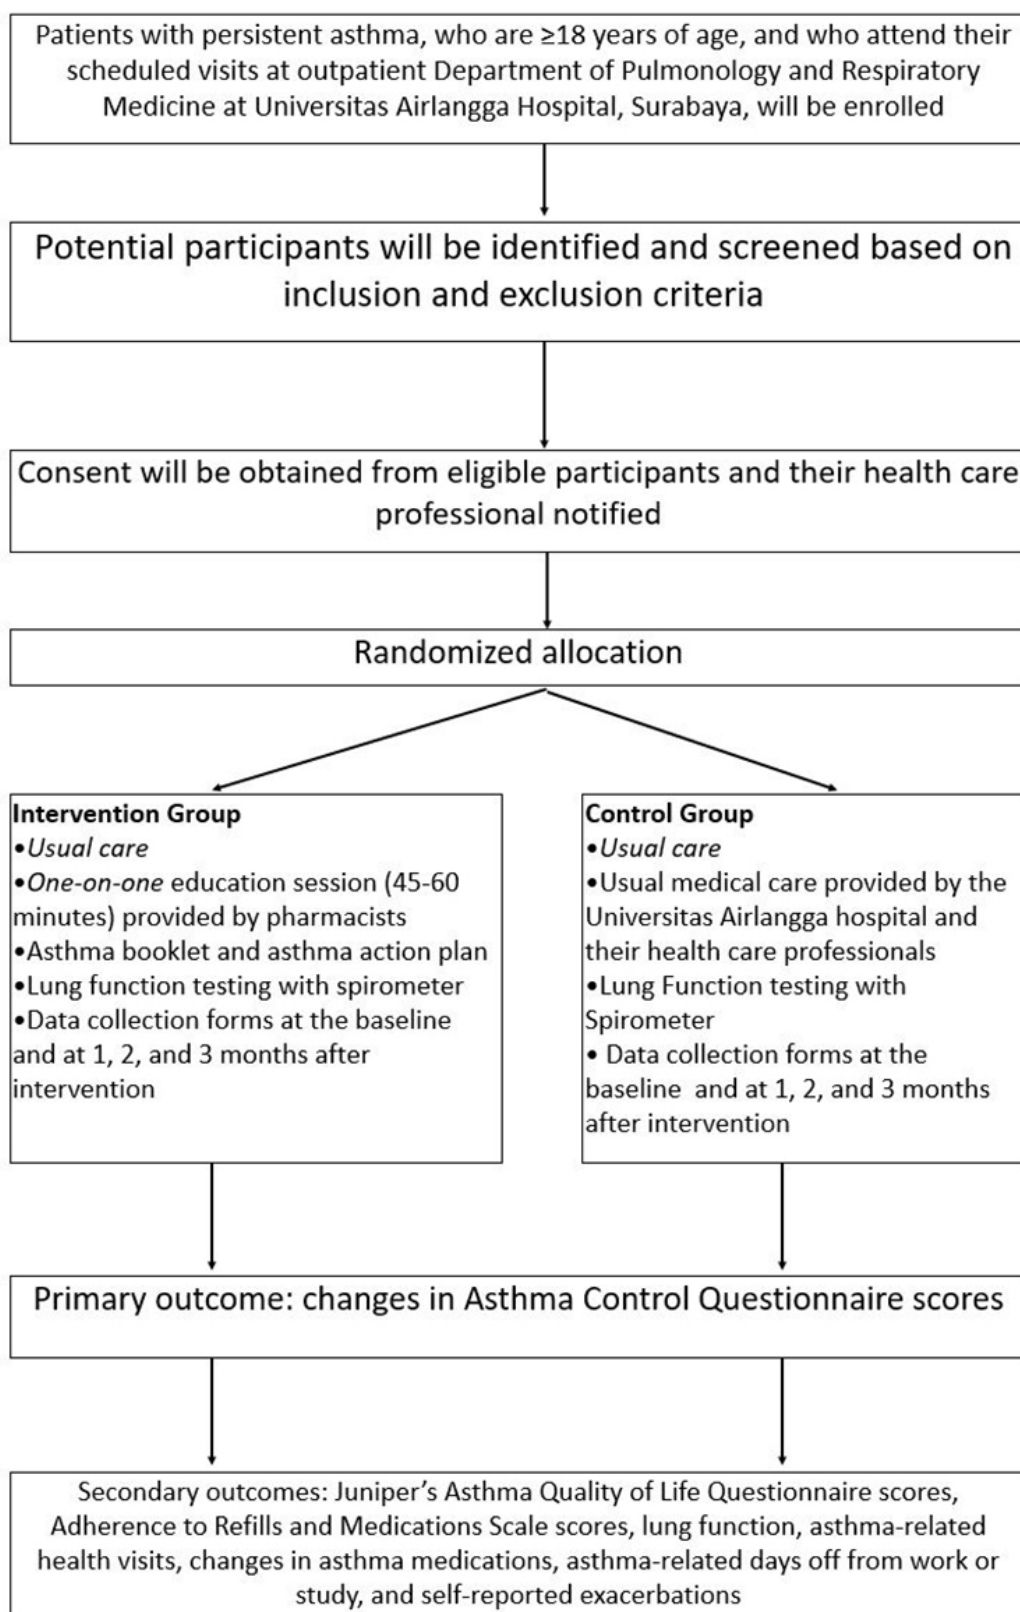 Patients with persistent asthma, who are ≥18 years of age, and who attend their
scheduled visits at outpatient Department of Pulmonology and Respiratory
Medicine at Universitas Airlangga Hospital, Surabaya, will be enrolled
Potential participants will be identified and screened based on
inclusion and exclusion criteria
Consent will be obtained from eligible participants and their health care
professional notified
Randomized allocation
Intervention Group
•Usual care
•One-on-one education session (45-60
minutes) provided by pharmacists
•Asthma booklet and asthma action plan
•Lung function testing with spirometer
•Data collection forms at the baseline
and at 1, 2, and 3 months after
intervention
Control Group
•Usual care
•Usual medical care provided by the
Universitas Airlangga hospital and
their health care professionals
•Lung Function testing with
Spirometer
• Data collection forms at the
baseline and at 1, 2, and 3 months
after intervention
Primary outcome: changes in Asthma Control Questionnaire scores
Secondary outcomes: Juniper’s Asthma Quality of Life Questionnaire scores,
Adherence to Refills and Medications Scale scores, lung function, asthma-related
health visits, changes in asthma medications, asthma-related days off from work or
study, and self-reported exacerbations